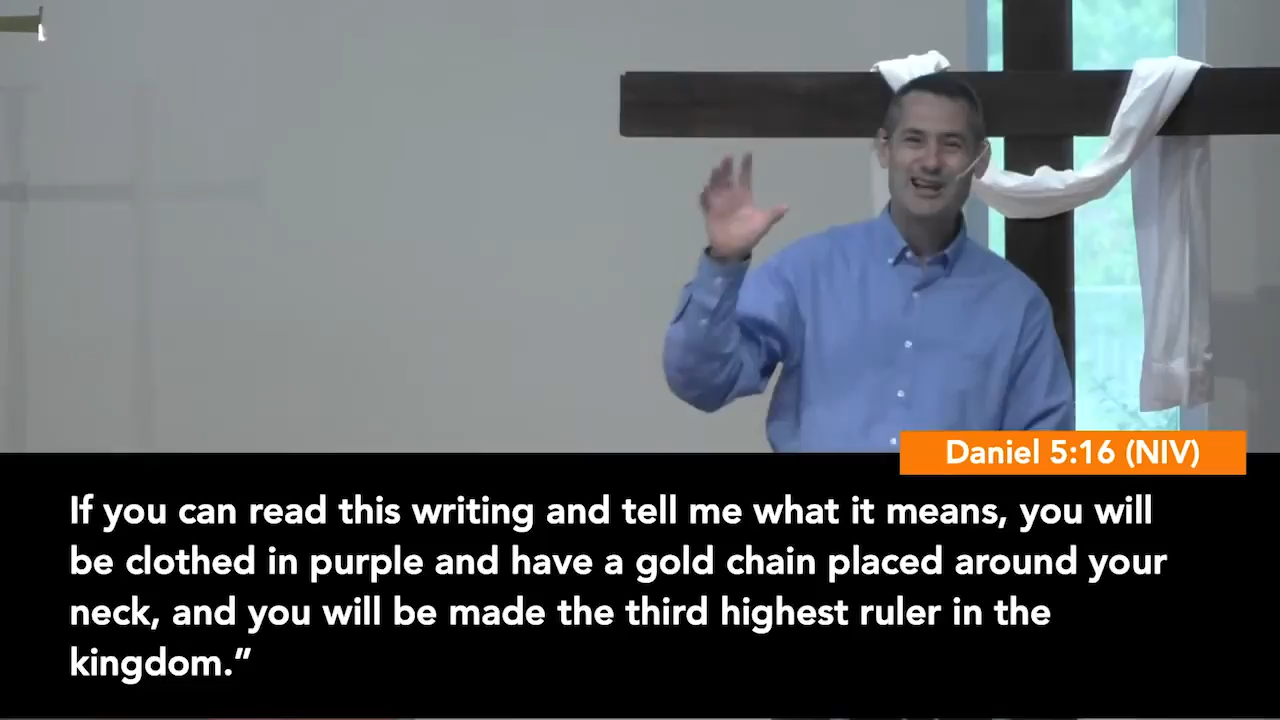 Daniel 5:16 (NIV)
If you can read this writing and tell me what it means, you will
be clothed in purple and have a gold chain placed around your
neck, and you will be made the third highest ruler in the
kingdom.”